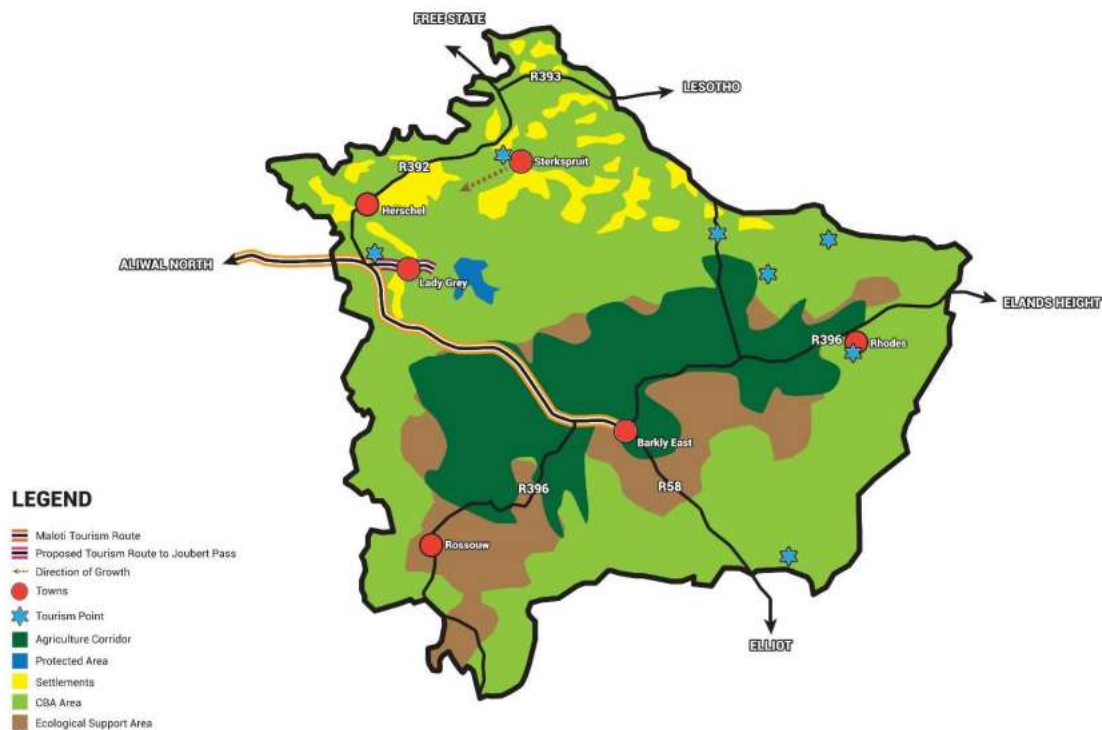 FREE STATE
R393
LESOTHO
Sterkspruit
R392
Herschel
ALIWAL NORTH
Lady Grey
ELANDS HEIGHT
R396
Rhodes
Barkly East
R396
R58
Rossouw
ELLIOT
LEGEND
Maloti Tourism Route
Proposed Tourism Route to Joubert Pass
Direction of Growth
Towns
Tourism Point
Agriculture Corridor
Protected Area
Settlements
CBA Area
Ecological Support Area